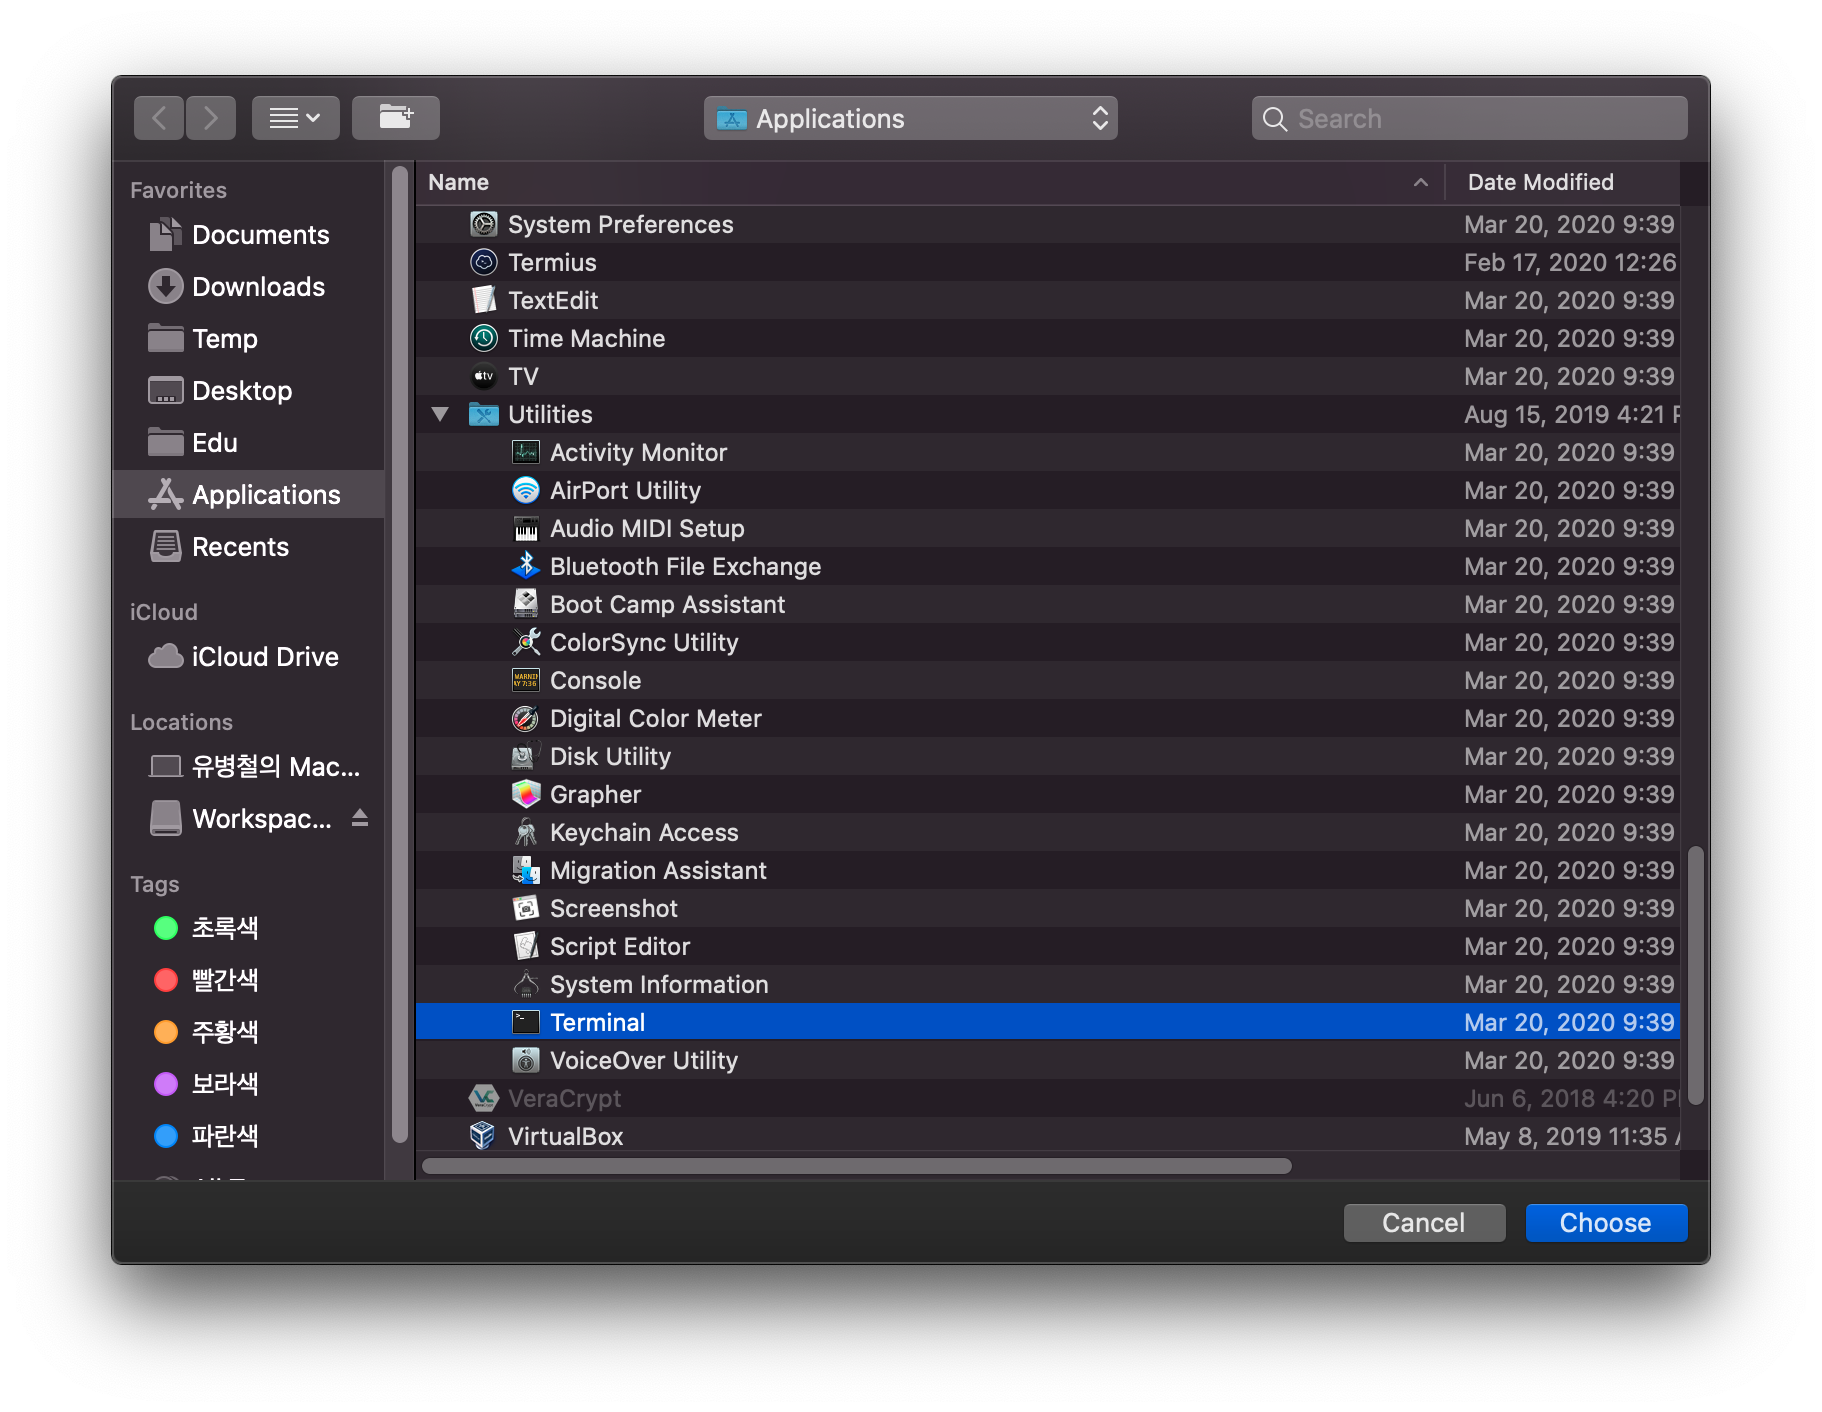 Applications
Search
Favorites
Documents
Downloads
Temp
Desktop
Edu
Applications
Recents
iCloud
iCloud Drive
Locations
유병철의 Mac...
Workspac...
Tags
초록색
빨간색
주황색
보라색
파란색
Name Date Modified
System Preferences Mar 20, 2020 9:39
Termius Feb 17, 2020 12:26
TextEdit Mar 20, 2020 9:39
Time Machine Mar 20, 2020 9:39
tv TV Mar 20, 2020 9:39
Utilities Aug 15, 2019 4:21 P
Activity Monitor Mar 20, 2020 9:39
AirPort Utility Mar 20, 2020 9:39
Audio MIDI Setup Mar 20, 2020 9:39
Bluetooth File Exchange Mar 20, 2020 9:39
Boot Camp Assistant Mar 20, 2020 9:39
ColorSync Utility Mar 20, 2020 9:39
Console Mar 20, 2020 9:39
Digital Color Meter Mar 20, 2020 9:39
Disk Utility Mar 20, 2020 9:39
Grapher Mar 20, 2020 9:39
Keychain Access Mar 20, 2020 9:39
Migration Assistant Mar 20, 2020 9:39
Screenshot Mar 20, 2020 9:39
Script Editor Mar 20, 2020 9:39
System Information Mar 20, 2020 9:39
Terminal Mar 20, 2020 9:39
VoiceOver Utility Mar 20, 2020 9:39
VeraCrypt Jun 6, 2018 4:20 P
VirtualBox May 8, 2019 11:35 A
Cancel Choose